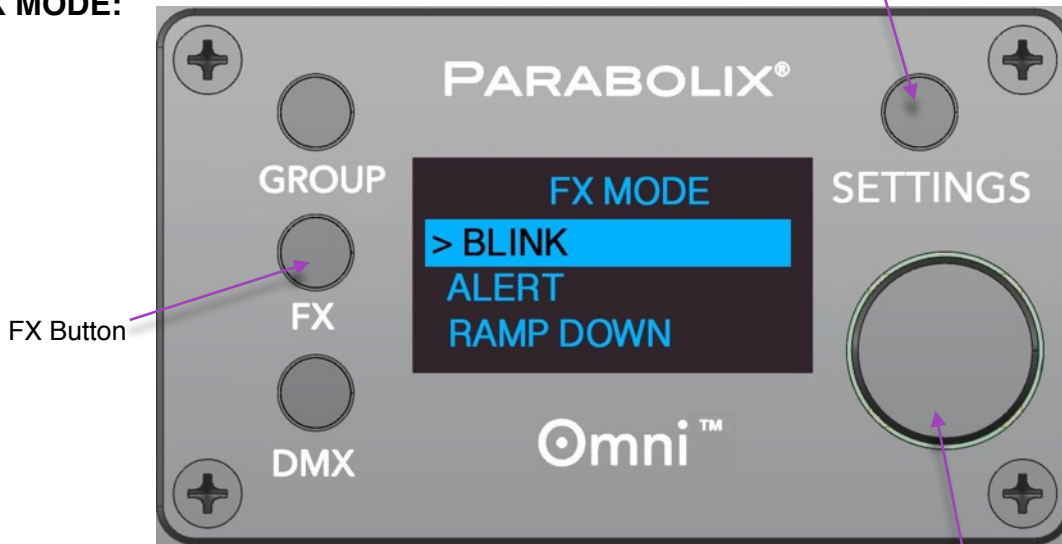 MODE:
PARABOLIX®
GROUP
SETTINGS
FX MODE
> BLINK
ALERT
RAMP DOWN
FX Button
FX
Omni™
DMX